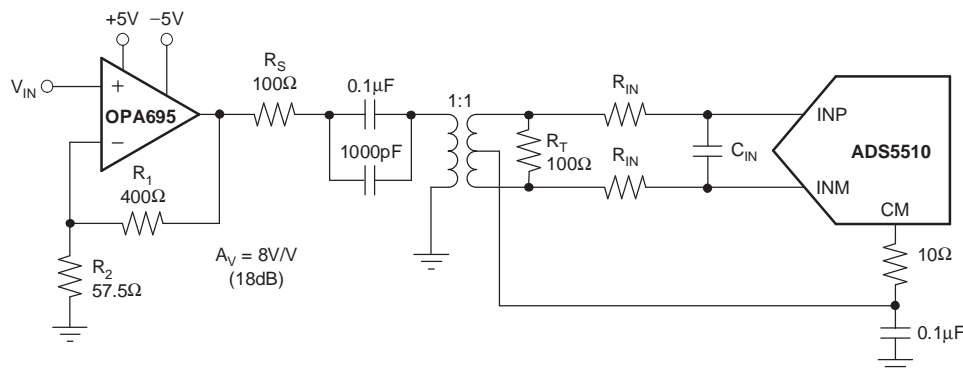 +5V
−5V
V_IN
+
OPA695
−
R_S
100Ω
0.1μF
1000pF
1:1
R_1
400Ω
R_2
57.5Ω
A_V = 8V/V
(18dB)
R_T
100Ω
R_IN
R_IN
C_IN
INP
ADS5510
INM
CM
10Ω
0.1μF